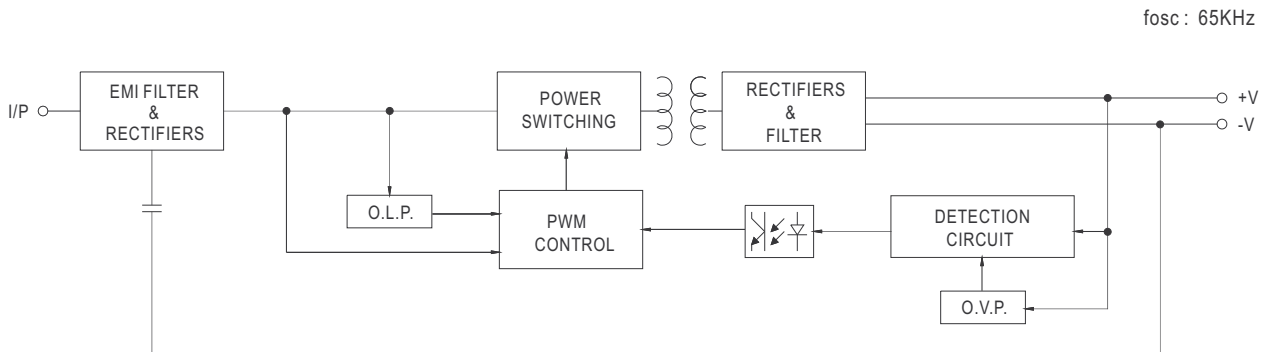 fosc : 65KHz
I/P
EMI FILTER
&
RECTIFIERS
POWER
SWITCHING
RECTIFIERS
&
FILTER
+V
-V
O.L.P.
PWM
CONTROL
DETECTION
CIRCUIT
O.V.P.